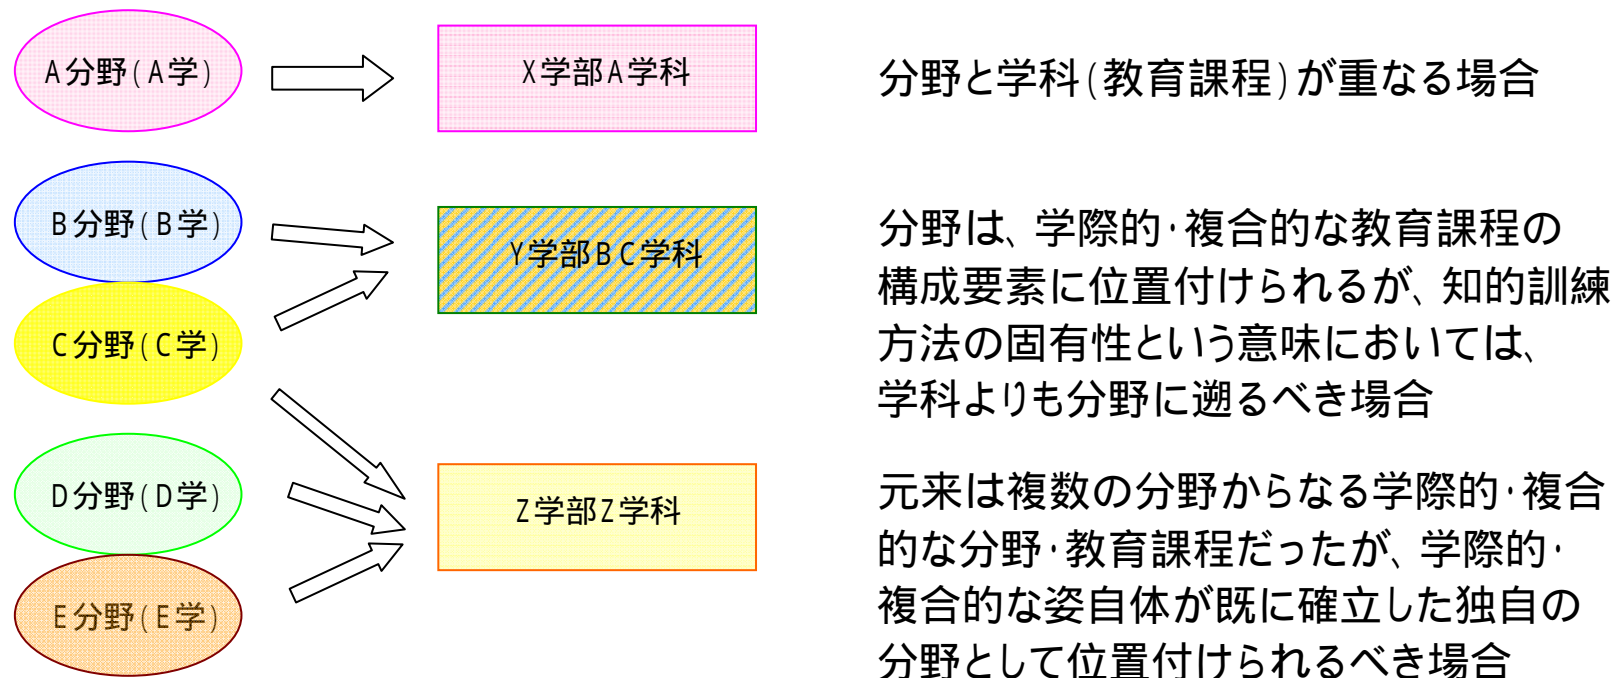 A分野(A学)
X学部A学科
分野と学科(教育課程)が重なる場合
B分野(B学)
C分野(C学)
Y学部BC学科
分野は、学際的・複合的な教育課程の
構成要素に位置付けられるが、知的訓練
方法の固有性という意味においては、
学科よりも分野に遡るべき場合
D分野(D学)
E分野(E学)
Z学部Z学科
元来は複数の分野からなる学際的・複合
的な分野・教育課程だったが、学際的・
複合的な姿自体が既に確立した独自の
分野として位置付けられるべき場合